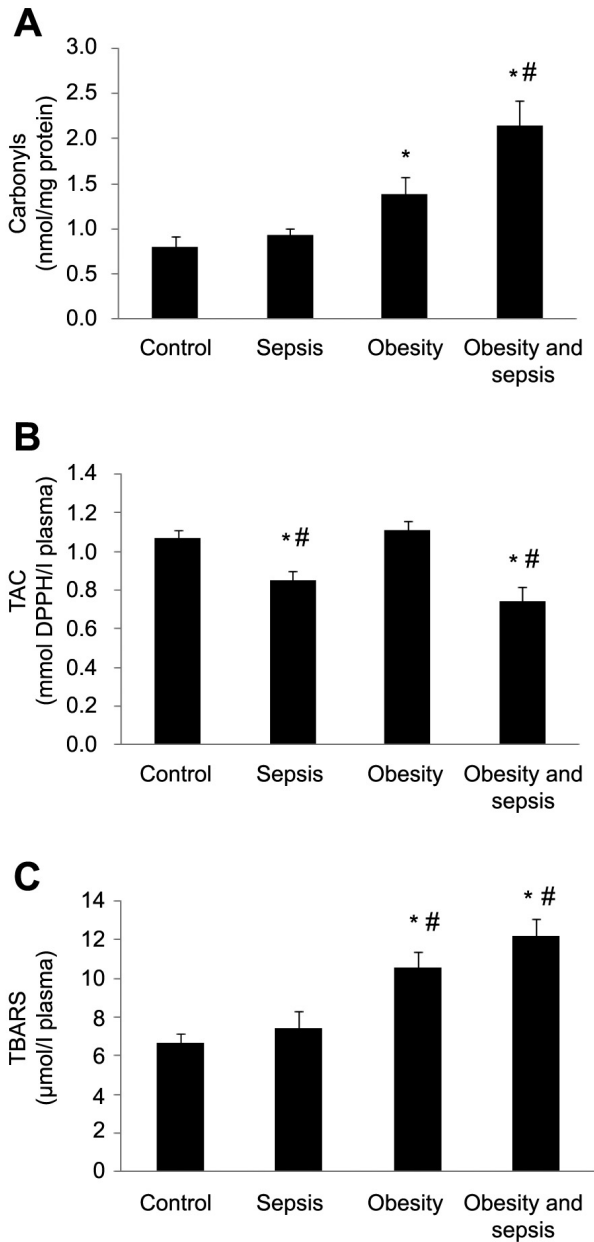 A
Carbonyls
(nmol/mg protein)
3.0
2.5
2.0
1.5
1.0
0.5
0.0
*
* #
Control
Sepsis
Obesity
Obesity and
sepsis
B
TAC
(mmol DPPH/l plasma)
1.4
1.2
1.0
0.8
0.6
0.4
0.2
0.0
* #
* #
Control
Sepsis
Obesity
Obesity and
sepsis
C
TBARS
(µmol/l plasma)
14
12
10
8
6
4
2
0
* #
* #
Control
Sepsis
Obesity
Obesity and
sepsis